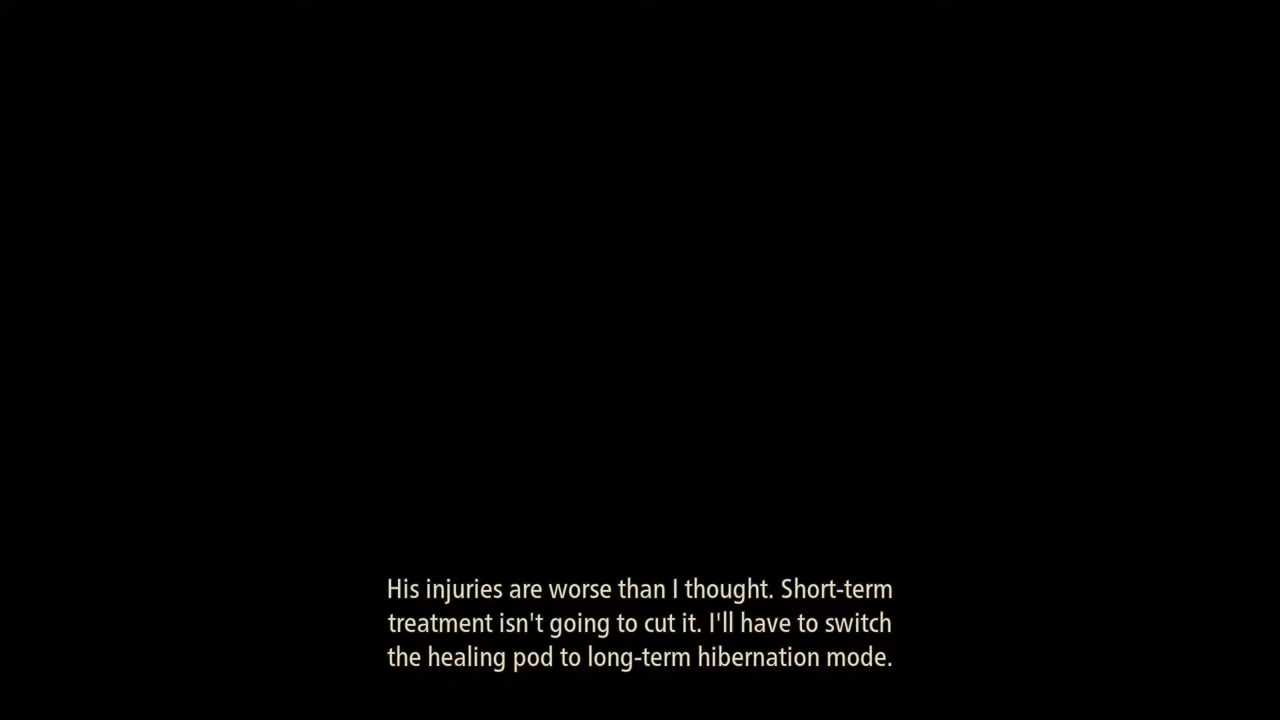 His injuries are worse than I thought. Short-term
treatment isn't going to cut it. I'll have to switch
the healing pod to long-term hibernation mode.